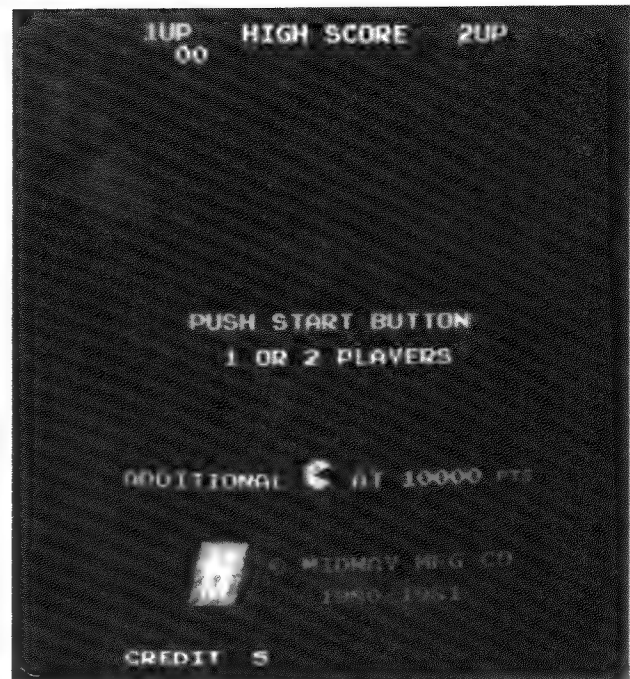 1UP HIGH SCORE 2UP
00
PUSH START BUTTON
1 OR 2 PLAYERS
ADDITIONAL AT 10000 PTS
© MIDWAY MFG CO
1980/1981
CREDIT 5